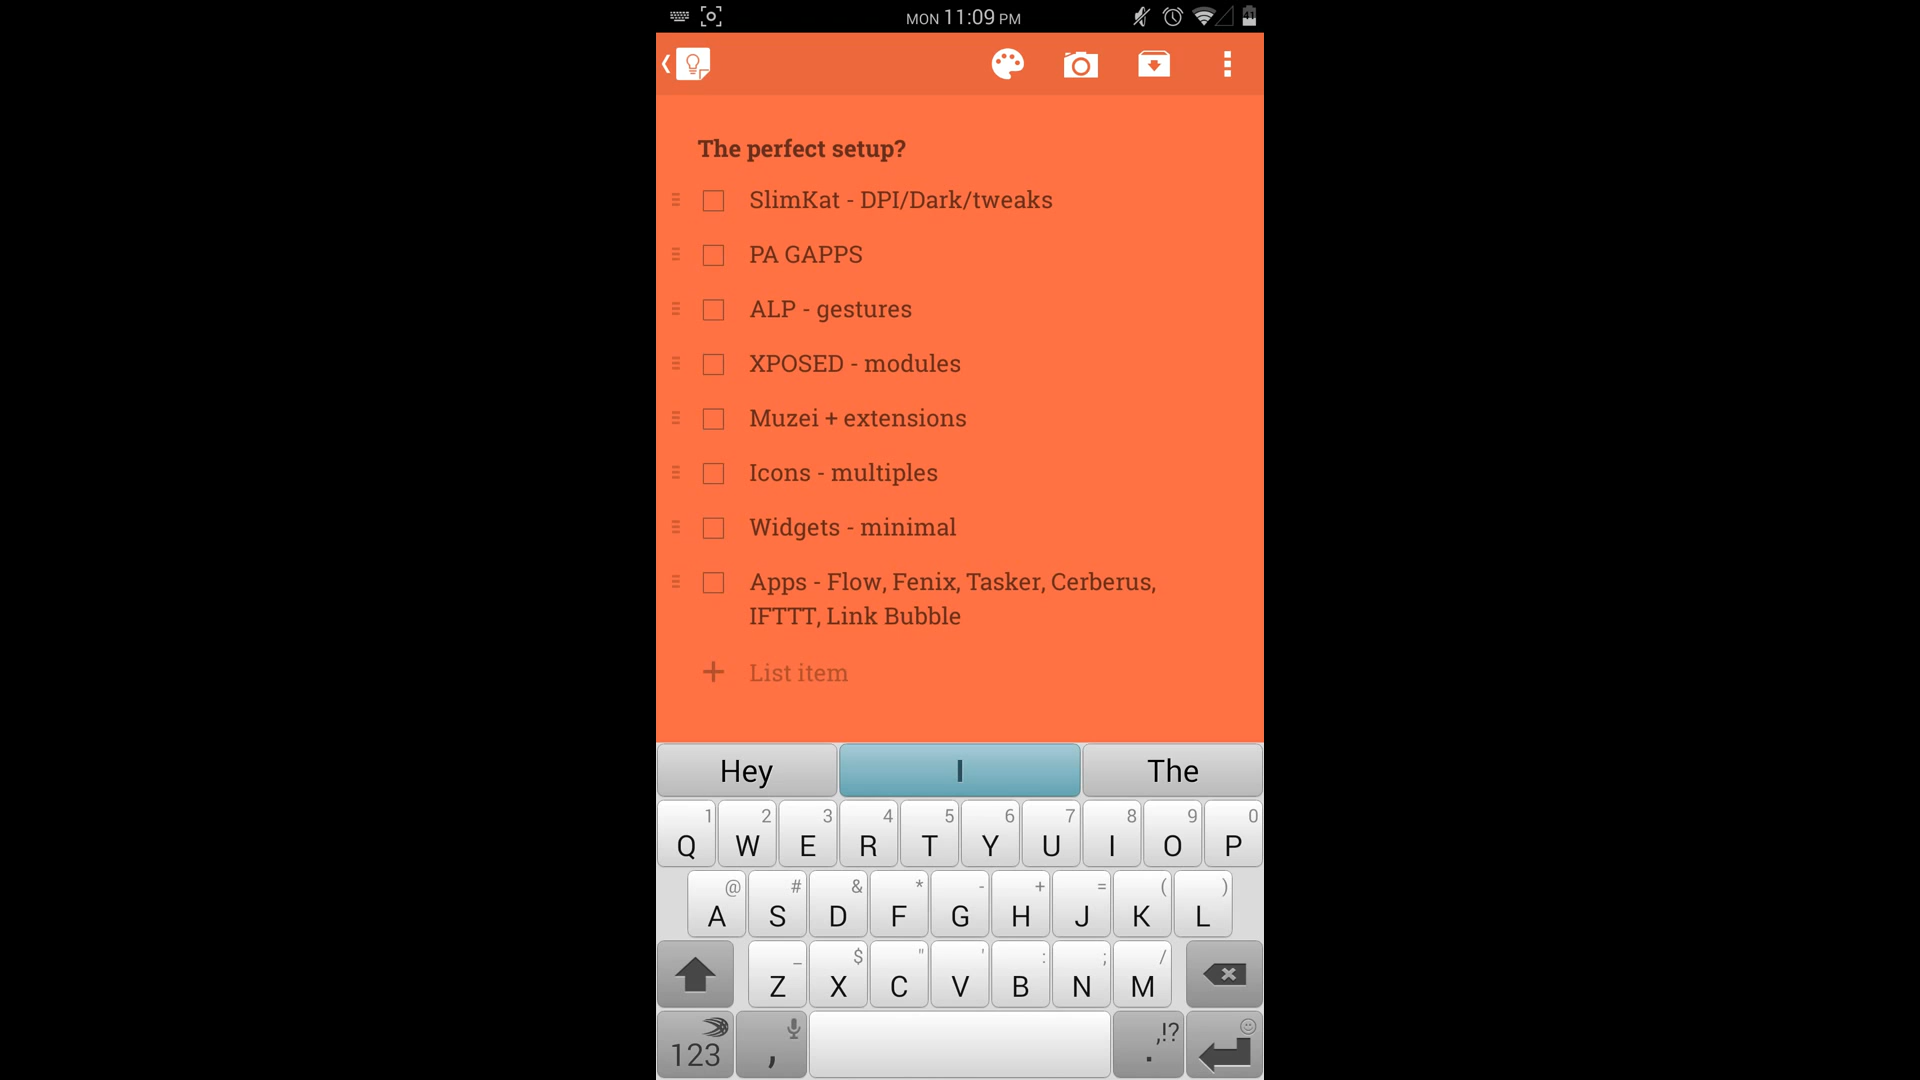 MON 11:09 PM
41
The perfect setup?
SlimKat - DPI/Dark/tweaks
PA GAPPS
ALP - gestures
XPOSED - modules
Muzei + extensions
Icons - multiples
Widgets - minimal
Apps - Flow, Fenix, Tasker, Cerberus,
IFTTT, Link Bubble
+ List item
Hey I The
1 2 3 4 5 6 7 8 9 0
Q W E R T Y U I O P
@ # & * - + = ( )
A S D F G H J K L
_ $ " ' : ; /
Z X C V B N M
123 , . ,!?